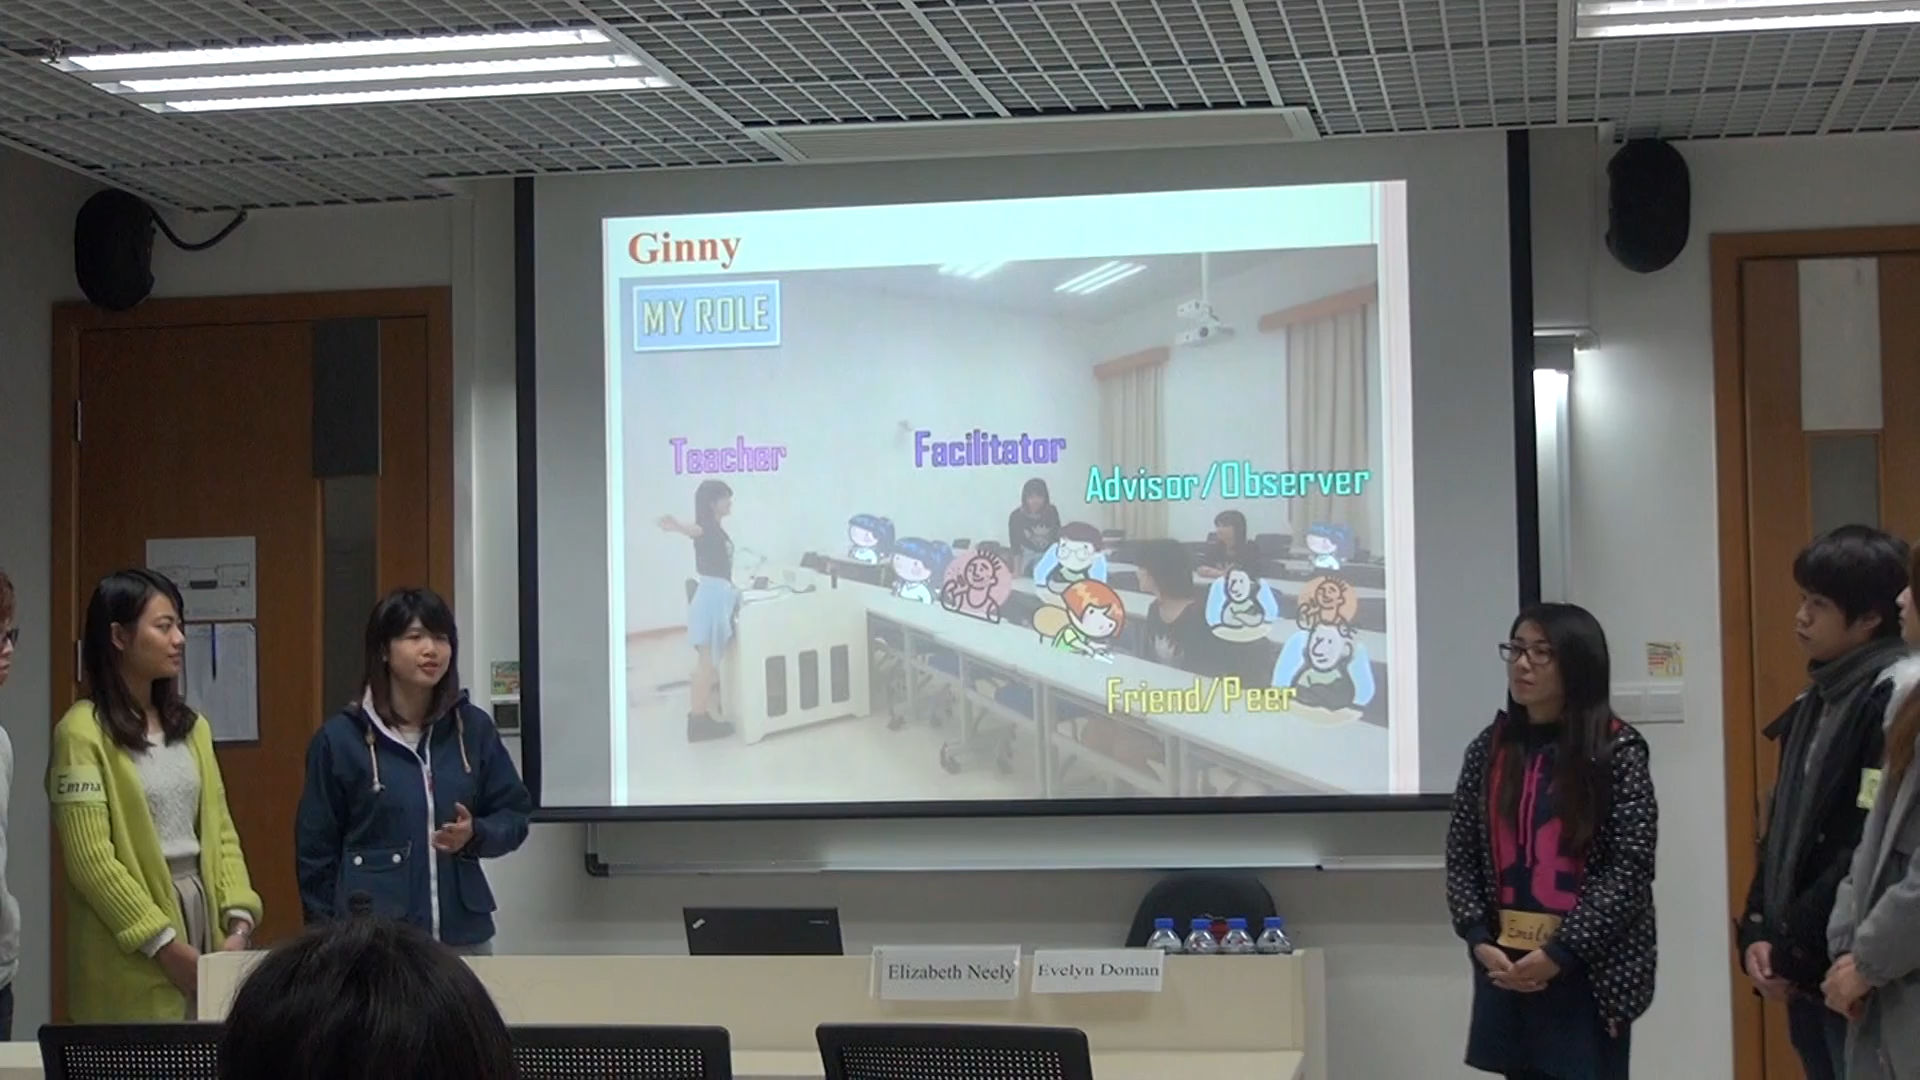 Ginny
MY ROLE
Teacher
Facilitator
Advisor/Observer
Friend/Peer
Emma
Elizabeth Neely
Evelyn Doman